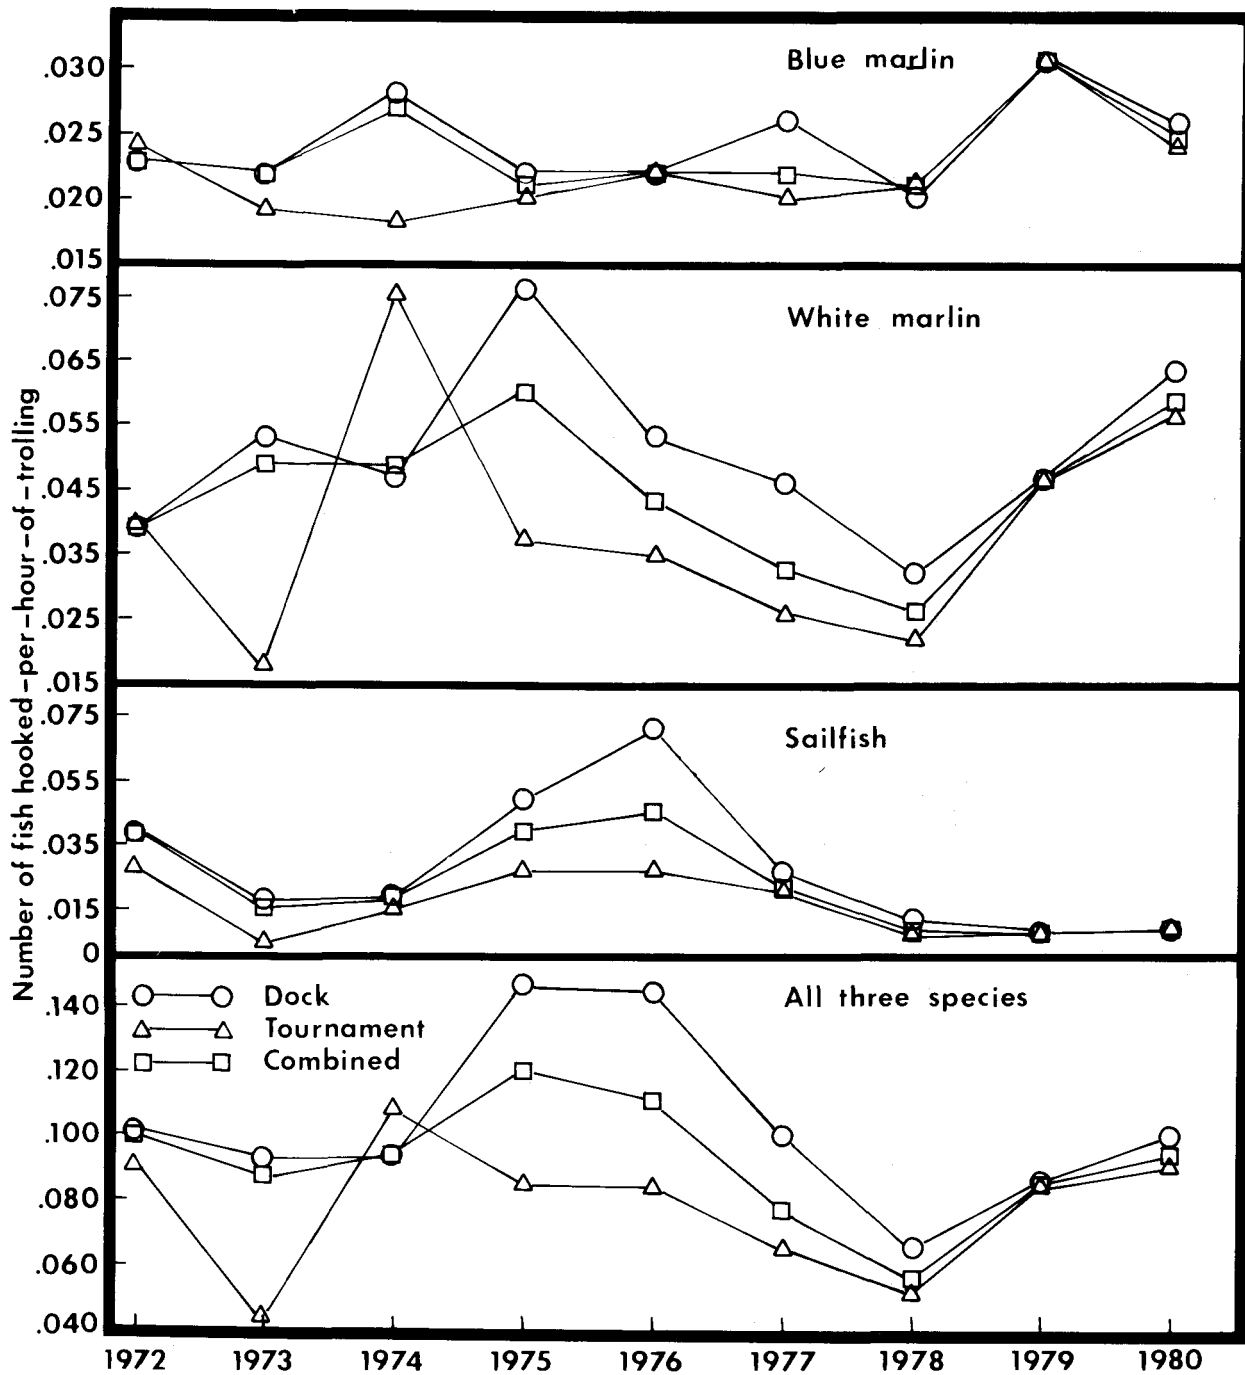 Number of fish hooked-per-hour-of-trolling
Blue marlin
.030
.025
.020
.015
White marlin
.075
.065
.055
.045
.035
.025
.015
Sailfish
.075
.055
.035
.015
0
All three species
Dock
Tournament
Combined
.140
.120
.100
.080
.060
.040
1972 1973 1974 1975 1976 1977 1978 1979 1980